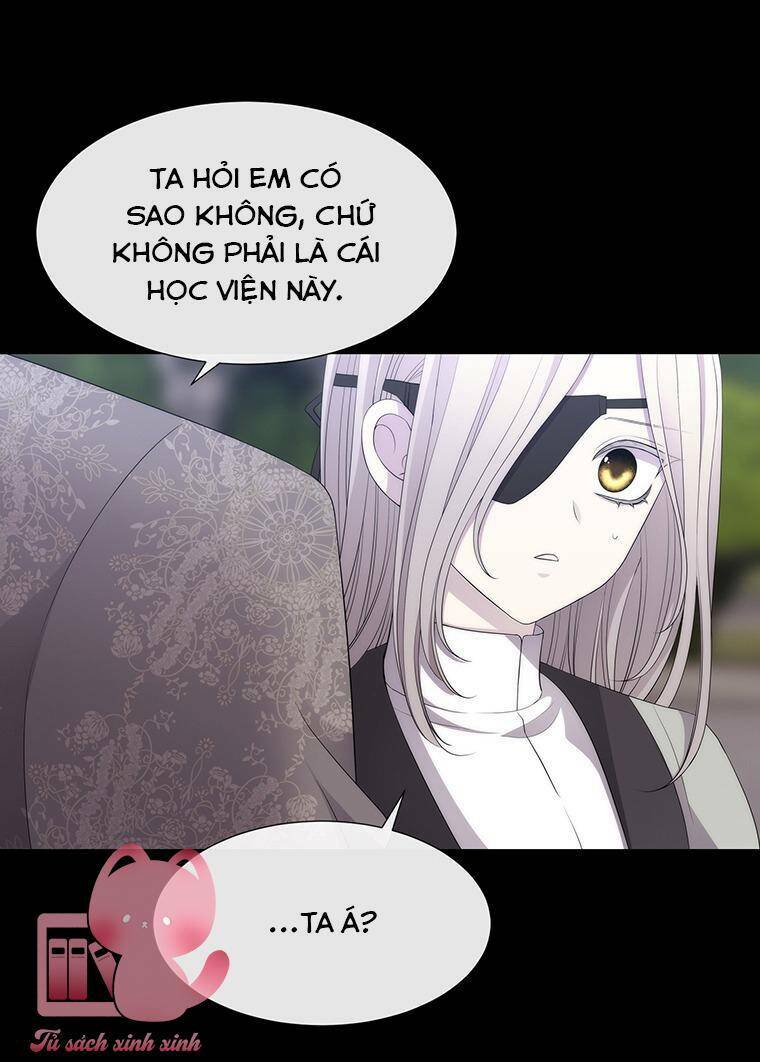 TA HỎI EM CÓ
SAO KHÔNG, CHỨ
KHÔNG PHẢI LÀ CÁI
HỌC VIỆN NÀY.
...TA Á?
Tủ sách xinh xinh